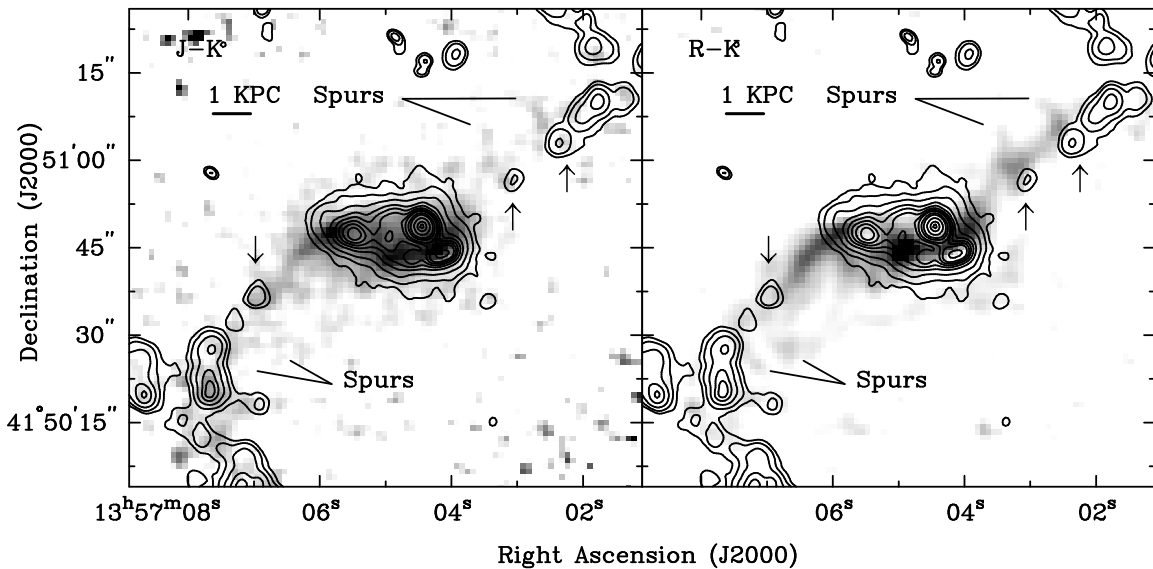 J-K°
R-K°
15"
1 KPC Spurs
1 KPC Spurs
51'00"
45"
30"
Spurs
Spurs
41°50'15"
13ʰ57ᵐ08ˢ 06ˢ 04ˢ 02ˢ
06ˢ 04ˢ 02ˢ
Declination (J2000)
Right Ascension (J2000)